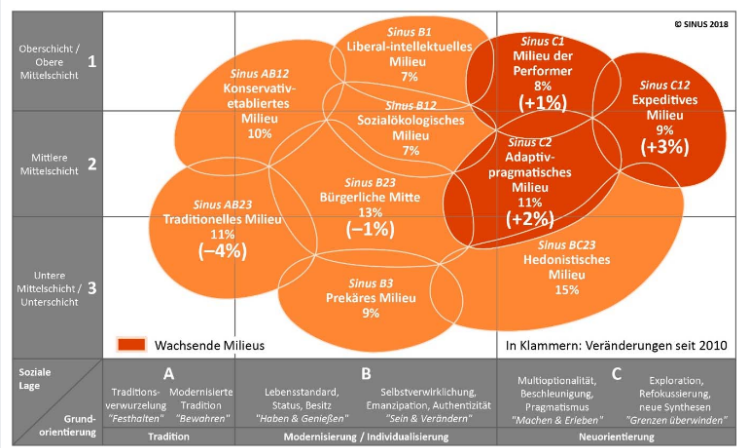 © SINUS 2018
Oberschicht /
Obere
Mittelschicht
1
Mittlere
Mittelschicht
2
Untere
Mittelschicht /
Unterschicht
3
Sinus B1
Liberal-intellektuelles
Milieu
7%
Sinus C1
Milieu der
Performer
8%
(+1%)
Sinus AB12
Konservativ-
etabliertes
Milieu
10%
Sinus C12
Expeditives
Milieu
9%
(+3%)
Sinus B12
Sozialökologisches
Milieu
7%
Sinus C2
Adaptiv-
pragmatisches
Milieu
11%
(+2%)
Sinus B23
Bürgerliche Mitte
13%
(–1%)
Sinus AB23
Traditionelles Milieu
11%
(–4%)
Sinus BC23
Hedonistisches
Milieu
15%
Sinus B3
Prekäres Milieu
9%
Wachsende Milieus
In Klammern: Veränderungen seit 2010
Soziale
Lage
Grund-
orientierung
A
Traditions-
verwurzelung
"Festhalten"
Modernisierte
Tradition
"Bewahren"
Tradition
B
Lebensstandard,
Status, Besitz
"Haben & Genießen"
Selbstverwirklichung,
Emanzipation, Authentizität
"Sein & Verändern"
Modernisierung / Individualisierung
C
Multioptionalität,
Beschleunigung,
Pragmatismus
"Machen & Erleben"
Exploration,
Refokussierung,
neue Synthesen
"Grenzen überwinden"
Neuorientierung